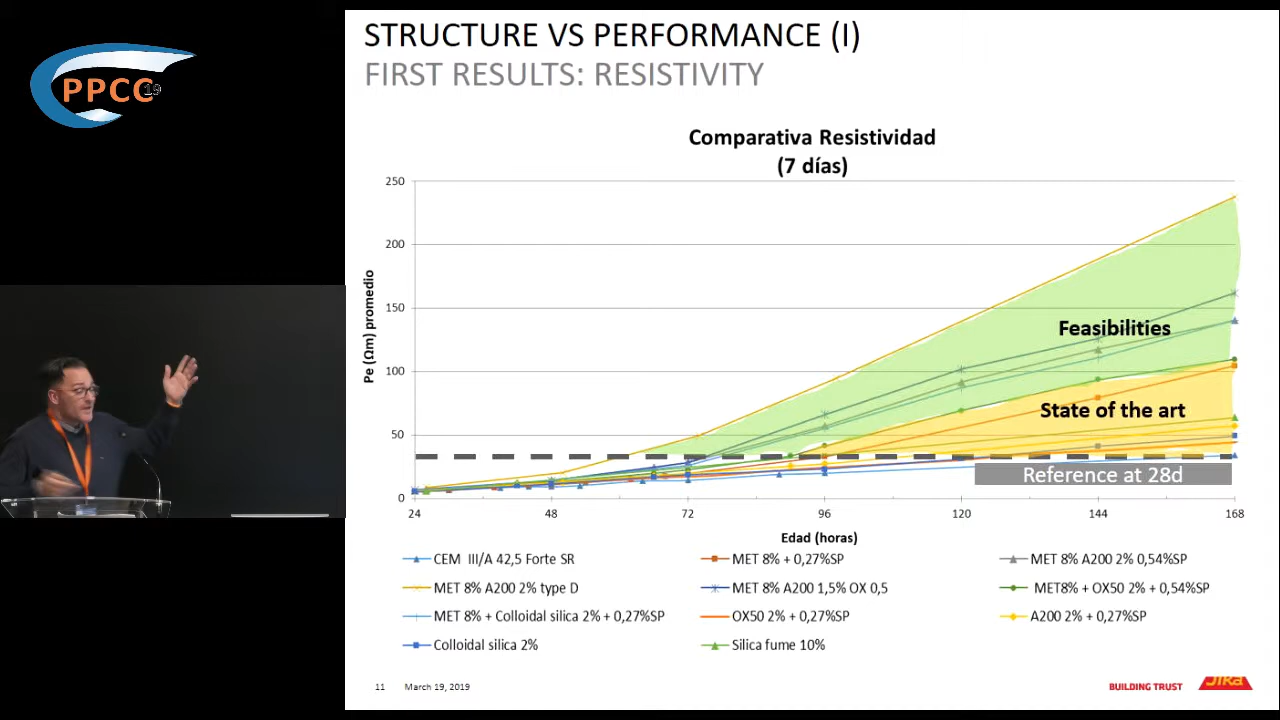 STRUCTURE VS PERFORMANCE (I)
FIRST RESULTS: RESISTIVITY
PPCC 19
Comparativa Resistividad
(7 días)
250
200
150
100
50
0
Pe (Ωm) promedio
Feasibilities
State of the art
Reference at 28d
24 48 72 96 120 144 168
Edad (horas)
CEM III/A 42,5 Forte SR
MET 8% + 0,27%SP
MET 8% A200 2% 0,54%SP
MET 8% A200 2% type D
MET 8% A200 1,5% OX 0,5
MET8% + OX50 2% + 0,54%SP
MET 8% + Colloidal silica 2% + 0,27%SP
OX50 2% + 0,27%SP
A200 2% + 0,27%SP
Colloidal silica 2%
Silica fume 10%
11 March 19, 2019
BUILDING TRUST